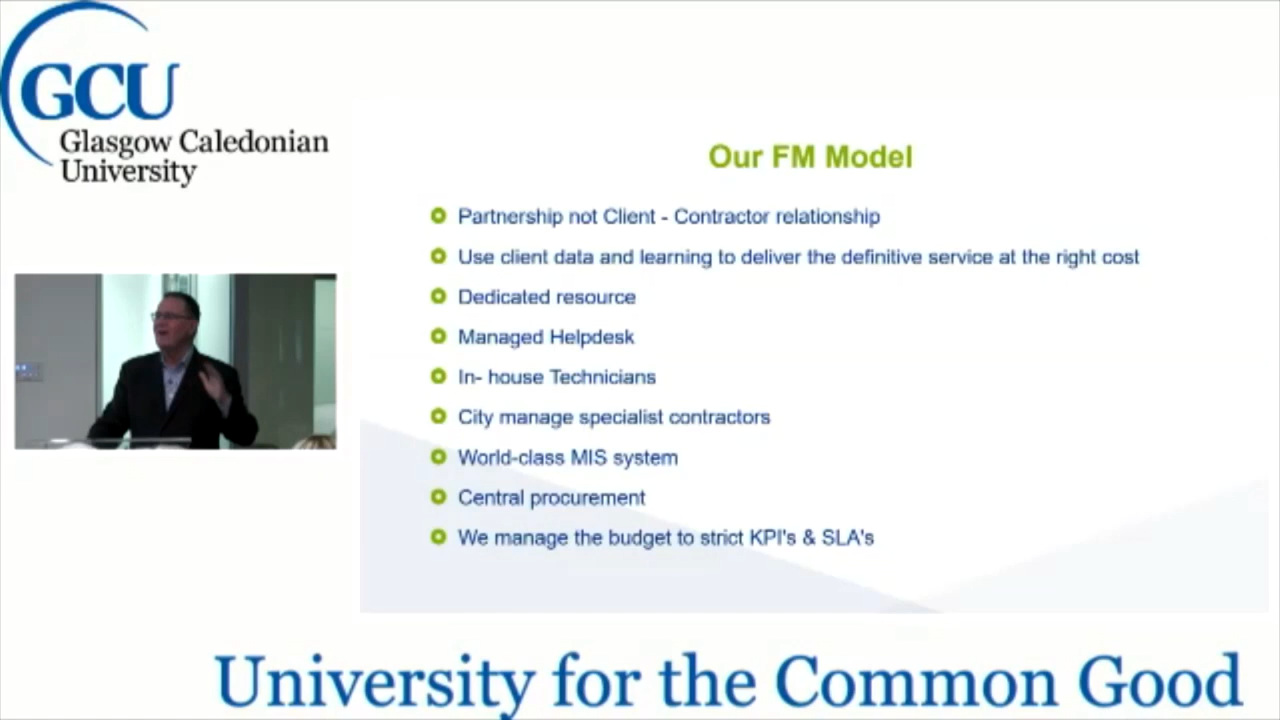 GCU
Glasgow Caledonian
University
Our FM Model
Partnership not Client - Contractor relationship
Use client data and learning to deliver the definitive service at the right cost
Dedicated resource
Managed Helpdesk
In- house Technicians
City manage specialist contractors
World-class MIS system
Central procurement
We manage the budget to strict KPI's & SLA's
University for the Common Good